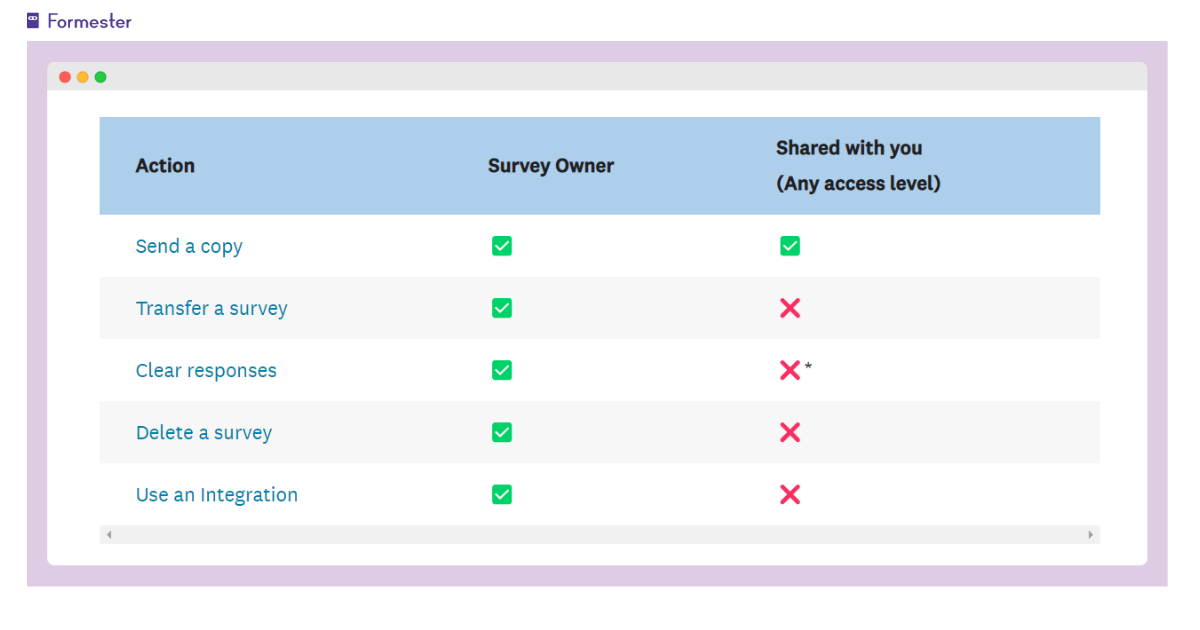 Formester
Action
Survey Owner
Shared with you
(Any access level)
Send a copy
Transfer a survey
Clear responses
*
Delete a survey
Use an Integration